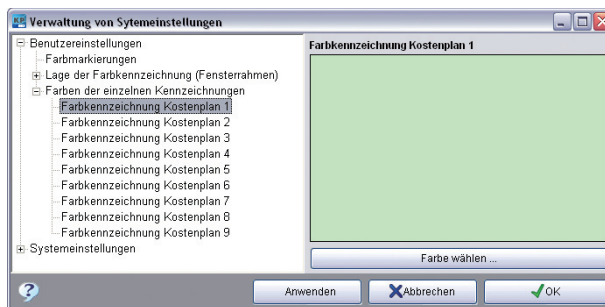 KP Verwaltung von Sytemeinstellungen
Benutzereinstellungen
Farbmarkierungen
Lage der Farbkennzeichnung (Fensterrahmen)
Farben der einzelnen Kennzeichnungen
Farbkennzeichnung Kostenplan 1
Farbkennzeichnung Kostenplan 2
Farbkennzeichnung Kostenplan 3
Farbkennzeichnung Kostenplan 4
Farbkennzeichnung Kostenplan 5
Farbkennzeichnung Kostenplan 6
Farbkennzeichnung Kostenplan 7
Farbkennzeichnung Kostenplan 8
Farbkennzeichnung Kostenplan 9
Systemeinstellungen
Farbkennzeichnung Kostenplan 1
Farbe wählen ...
? Anwenden Abbrechen OK